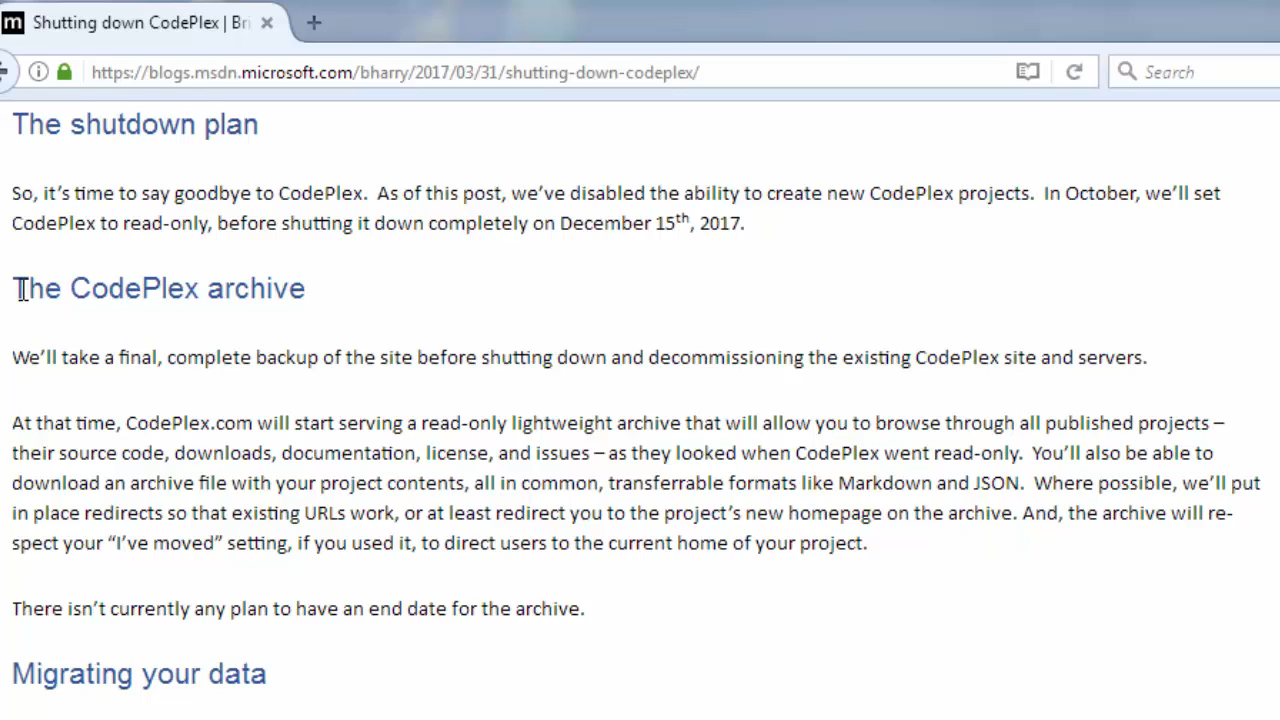 m Shutting down CodePlex | Bri
https://blogs.msdn.microsoft.com/bharry/2017/03/31/shutting-down-codeplex/
Search
The shutdown plan
So, it’s time to say goodbye to CodePlex.  As of this post, we’ve disabled the ability to create new CodePlex projects.  In October, we’ll set
CodePlex to read-only, before shutting it down completely on December 15th, 2017.
The CodePlex archive
We’ll take a final, complete backup of the site before shutting down and decommissioning the existing CodePlex site and servers.
At that time, CodePlex.com will start serving a read-only lightweight archive that will allow you to browse through all published projects –
their source code, downloads, documentation, license, and issues – as they looked when CodePlex went read-only.  You’ll also be able to
download an archive file with your project contents, all in common, transferrable formats like Markdown and JSON.  Where possible, we’ll put
in place redirects so that existing URLs work, or at least redirect you to the project’s new homepage on the archive. And, the archive will re-
spect your “I’ve moved” setting, if you used it, to direct users to the current home of your project.
There isn’t currently any plan to have an end date for the archive.
Migrating your data